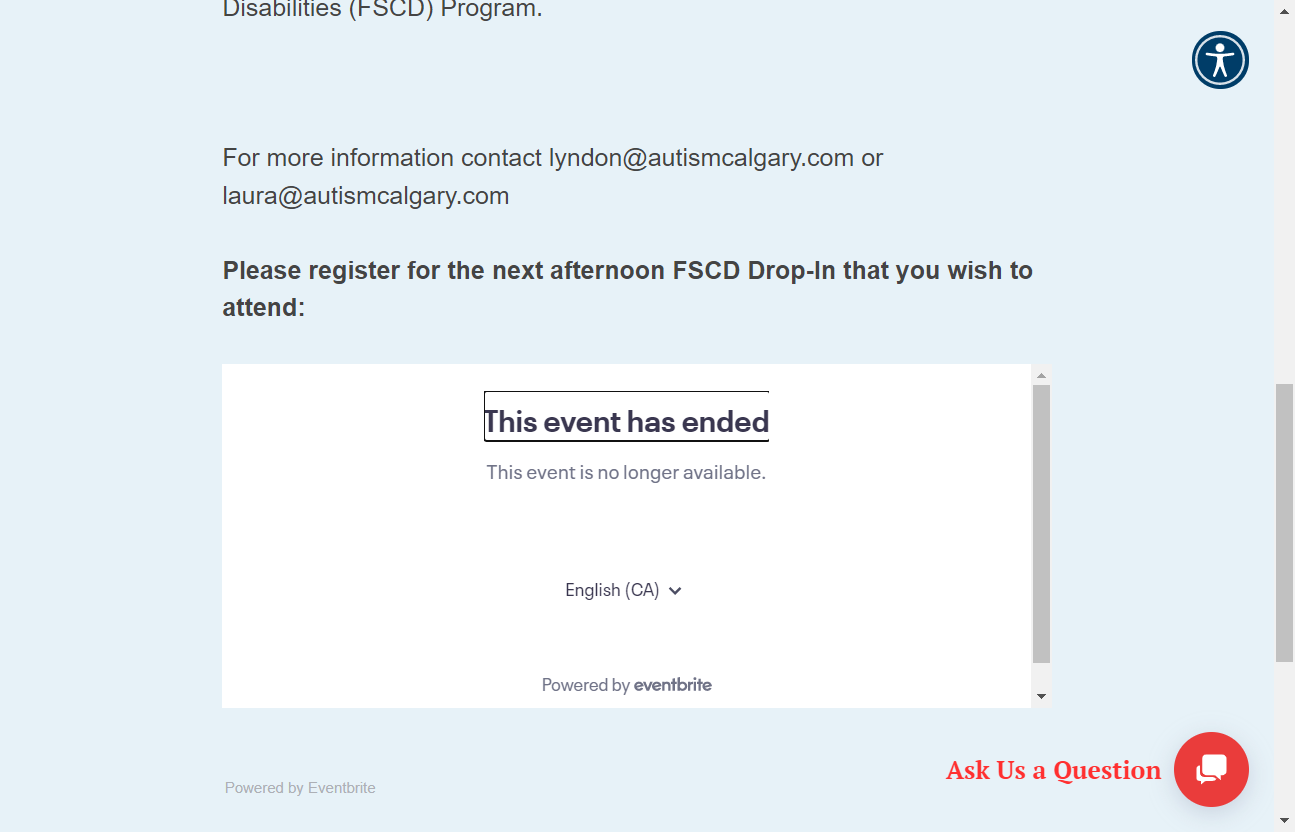 Disabilities (FSCD) Program.
For more information contact lyndon@autismcalgary.com or
laura@autismcalgary.com
Please register for the next afternoon FSCD Drop-In that you wish to
attend:
This event has ended
This event is no longer available.
English (CA)
Powered by eventbrite
Ask Us a Question
Powered by Eventbrite